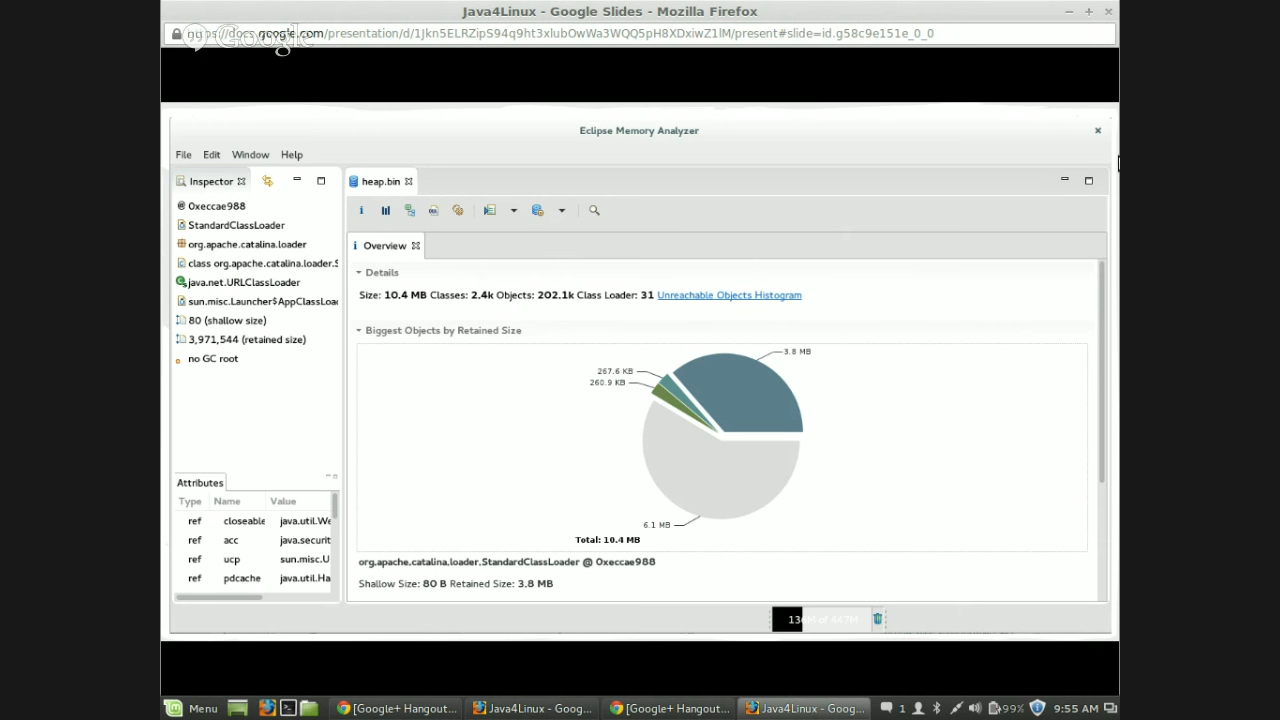 Java4Linux - Google Slides - Mozilla Firefox
Google
docs.google.com/presentation/d/1Jkn5ELRZipS94q9ht3xlubOwWa3WQQ5pH8XDxiwZ1lM/present#slide=id.g58c9e151e_0_0
Eclipse Memory Analyzer
File Edit Window Help
Inspector
heap.bin
@ 0xeccae988
StandardClassLoader
org.apache.catalina.loader
class org.apache.catalina.loader.S
java.net.URLClassLoader
sun.misc.Launcher$AppClassLoa
80 (shallow size)
3,971,544 (retained size)
no GC root
i Overview
Details
Size: 10.4 MB Classes: 2.4k Objects: 202.1k Class Loader: 31 Unreachable Objects Histogram
Biggest Objects by Retained Size
3.8 MB
267.6 KB
260.9 KB
6.1 MB
Total: 10.4 MB
org.apache.catalina.loader.StandardClassLoader @ 0xeccae988
Shallow Size: 80 B Retained Size: 3.8 MB
Attributes
Type Name Value
ref closeable java.util.We
ref acc java.securit
ref ucp sun.misc.U
ref pdcache java.util.Ha
of 447M
Menu
[Google+ Hangout...
Java4Linux - Goog...
[Google+ Hangout...
Java4Linux - Goog...
1
99%
9:55 AM